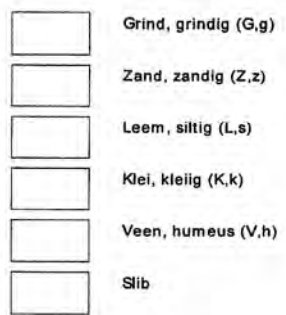 Grind, grindig (G,g)
Zand, zandig (Z,z)
Leem, siltig (L,s)
Klei, kleiig (K,k)
Veen, humeus (V,h)
Slib